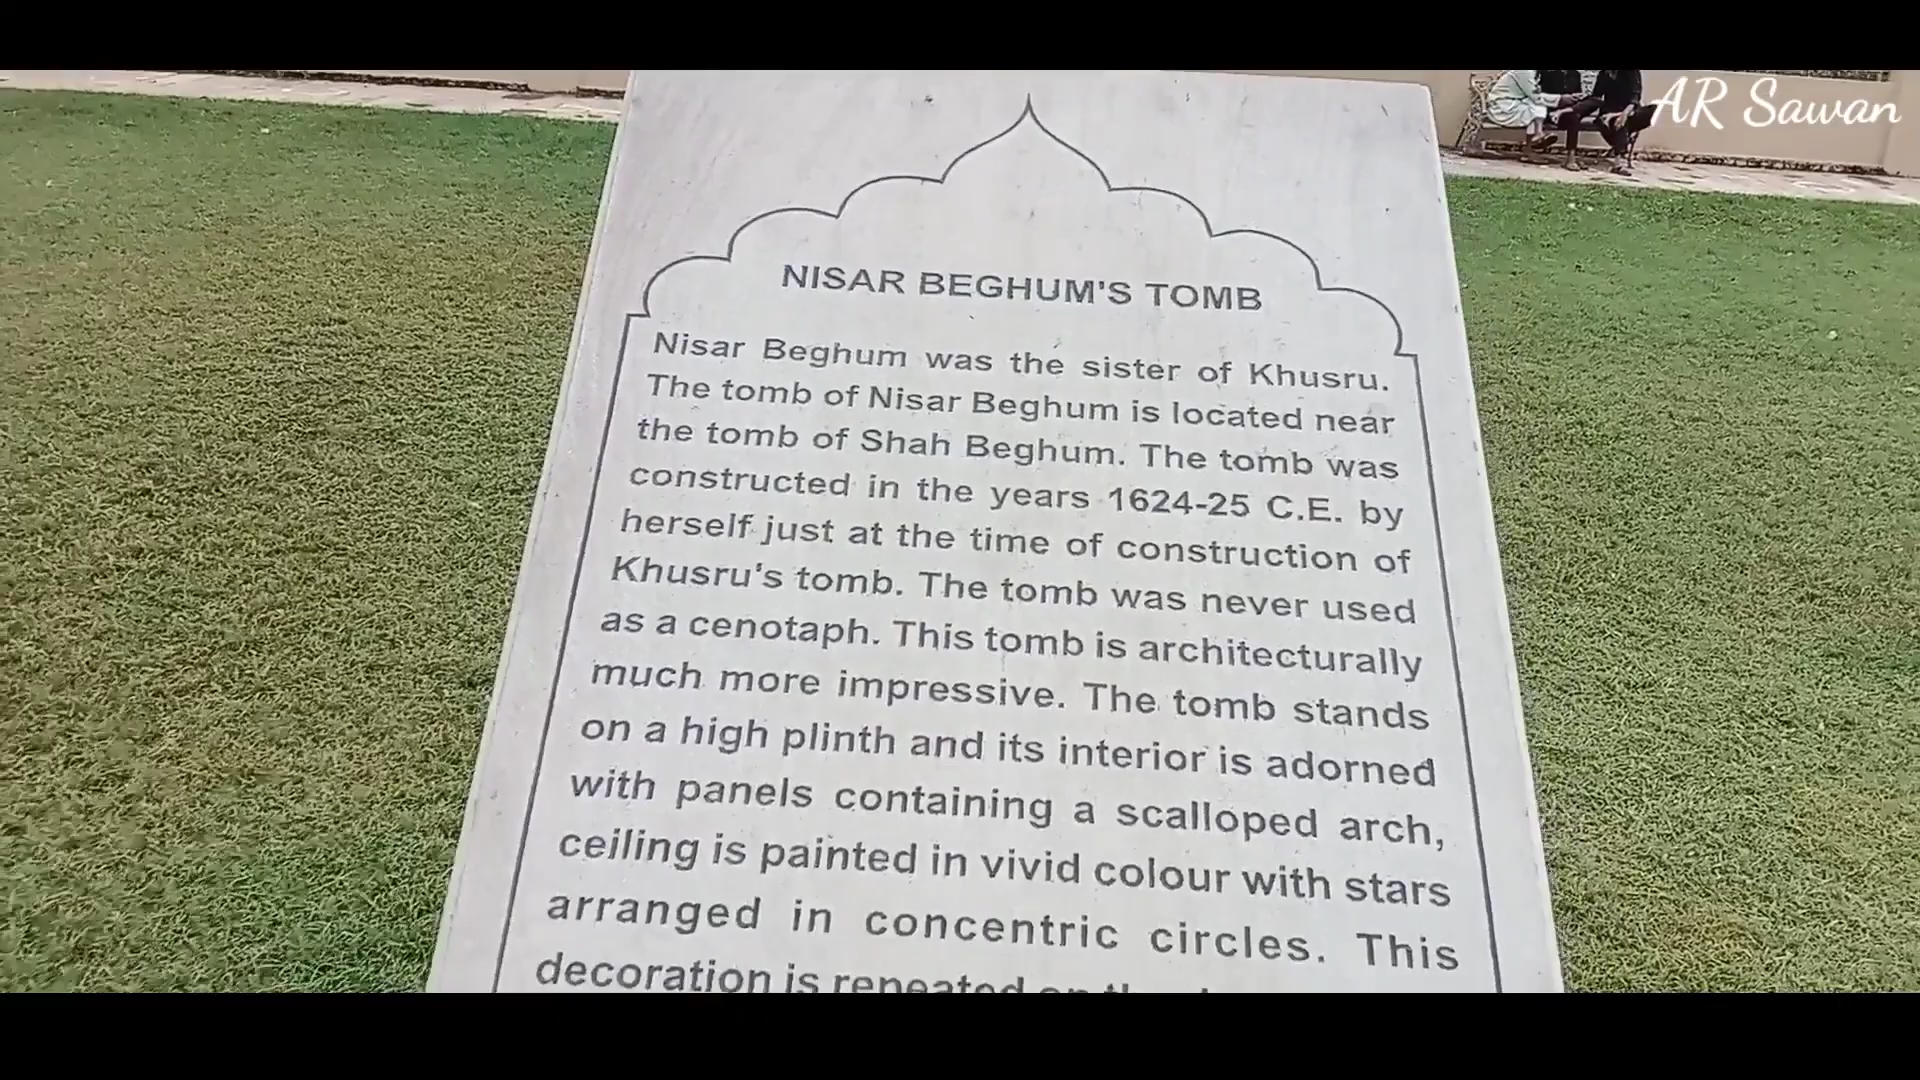 AR Sawan
NISAR BEGHUM'S TOMB
Nisar Beghum was the sister of Khusru.
The tomb of Nisar Beghum is located near
the tomb of Shah Beghum. The tomb was
constructed in the years 1624-25 C.E. by
herself just at the time of construction of
Khusru's tomb. The tomb was never used
as a cenotaph. This tomb is architecturally
much more impressive. The tomb stands
on a high plinth and its interior is adorned
with panels containing a scalloped arch,
ceiling is painted in vivid colour with stars
arranged in concentric circles. This
decoration is repeated on